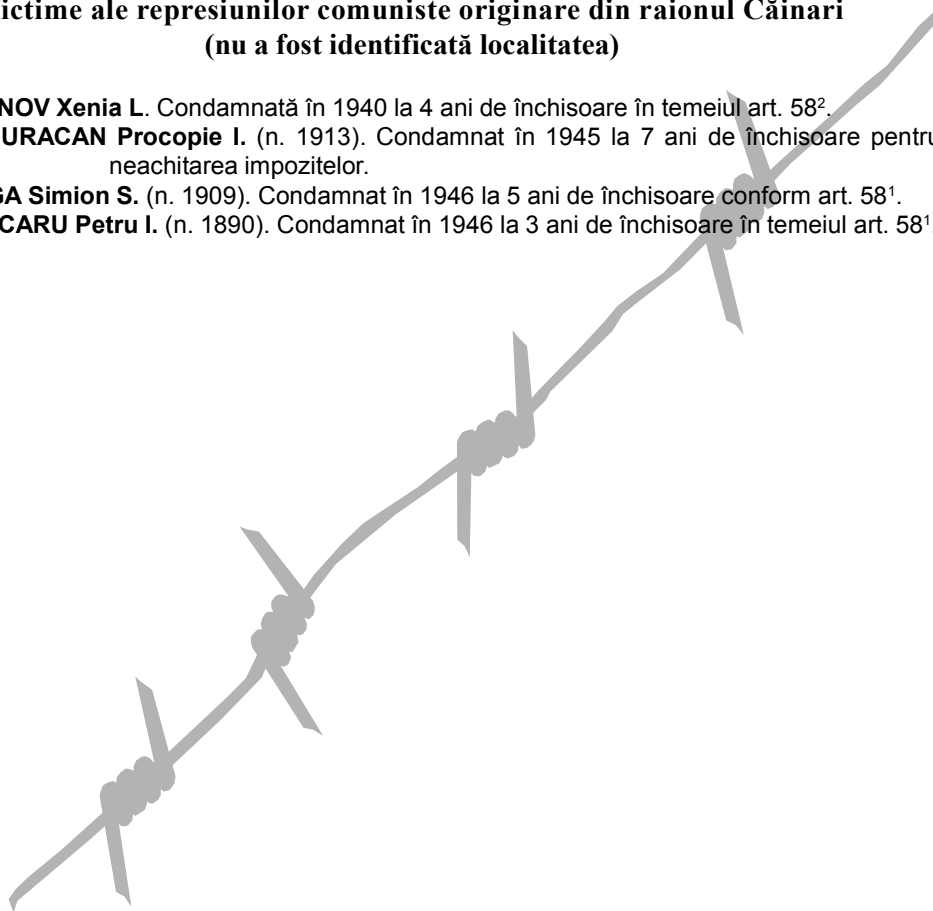 ictime ale represiunilor comuniste originare din raionul Căinari
(nu a fost identificată localitatea)
NOV Xenia L. Condamnată în 1940 la 4 ani de închisoare în temeiul art. 58².
URACAN Procopie I. (n. 1913). Condamnat în 1945 la 7 ani de închisoare pentru
neachitarea impozitelor.
GA Simion S. (n. 1909). Condamnat în 1946 la 5 ani de închisoare conform art. 58¹.
CARU Petru I. (n. 1890). Condamnat în 1946 la 3 ani de închisoare în temeiul art. 58¹